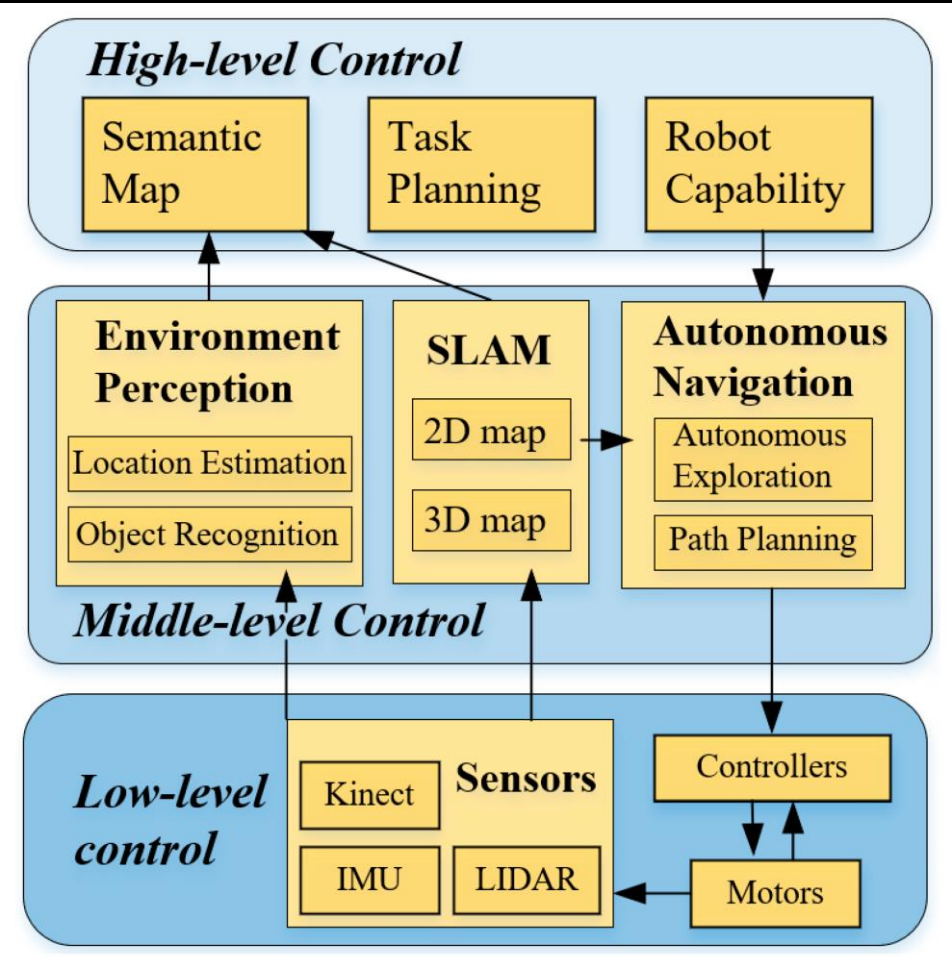 High-level Control
Semantic
Map
Task
Planning
Robot
Capability
Environment
Perception
Location Estimation
Object Recognition
SLAM
2D map
3D map
Autonomous
Navigation
Autonomous
Exploration
Path Planning
Middle-level Control
Low-level
control
Sensors
Kinect
IMU
LIDAR
Controllers
Motors